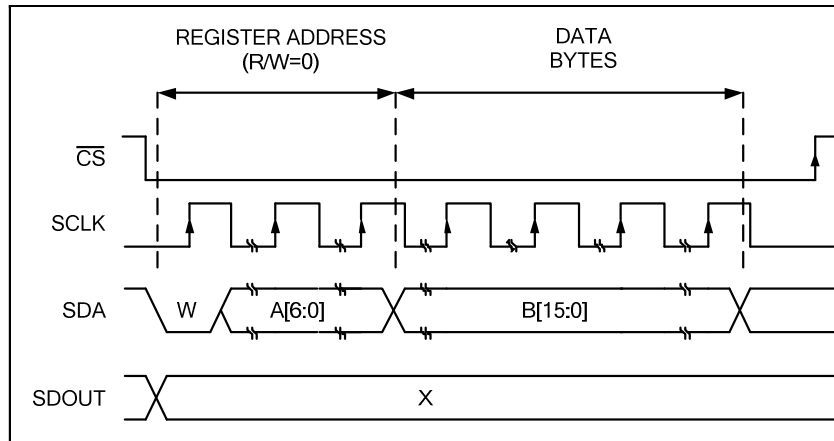 REGISTER ADDRESS
(R/W=0)
DATA
BYTES
CS
SCLK
SDA
W
A[6:0]
B[15:0]
SDOUT
X